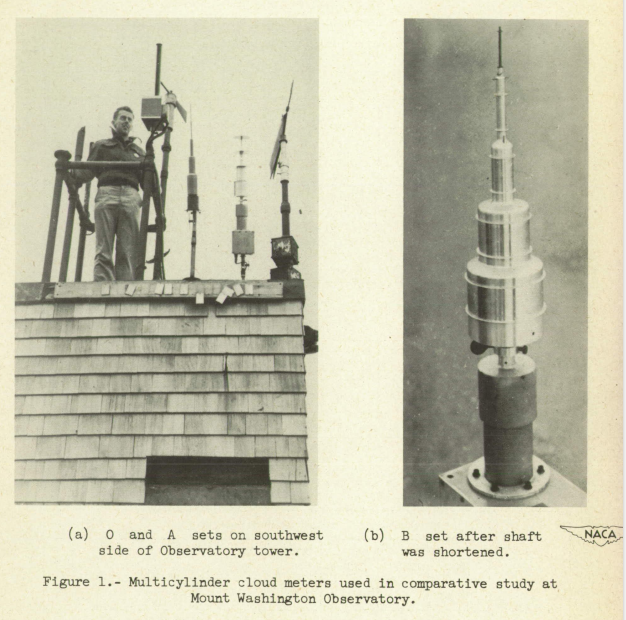 (a) O and A sets on southwest
side of Observatory tower.
(b) B set after shaft
was shortened.
NACA
Figure 1.- Multicylinder cloud meters used in comparative study at
Mount Washington Observatory.